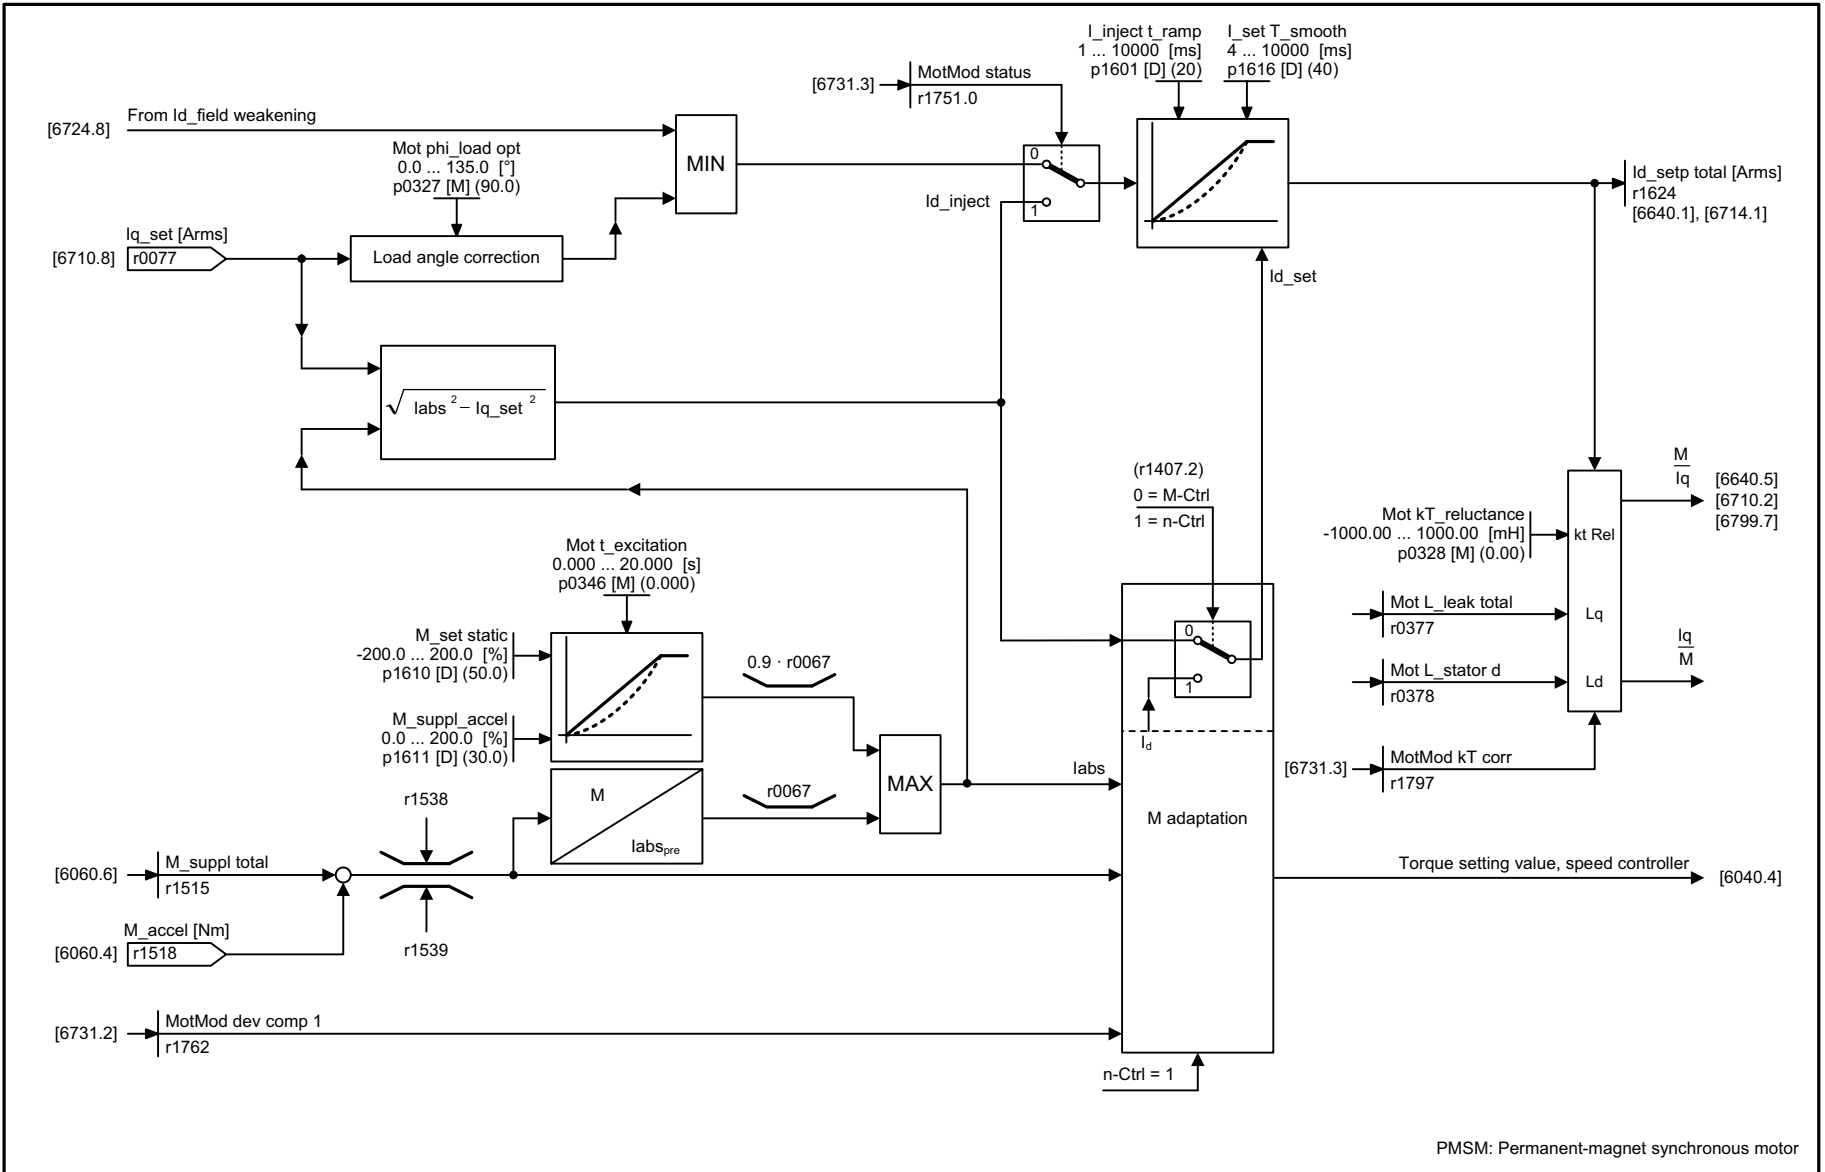 I_inject t_ramp
1 ... 10000 [ms]
p1601 [D] (20)
I_set T_smooth
4 ... 10000 [ms]
p1616 [D] (40)
[6731.3]
MotMod status
r1751.0
[6724.8]
From Id_field weakening
Mot phi_load opt
0.0 ... 135.0 [°]
p0327 [M] (90.0)
MIN
0
1
Id_inject
Id_setp total [Arms]
r1624
[6640.1], [6714.1]
Iq_set [Arms]
[6710.8]
r0077
Load angle correction
Id_set
√ Iabs ² – Iq_set ²
(r1407.2)
0 = M-Ctrl
1 = n-Ctrl
M
Iq
[6640.5]
[6710.2]
[6799.7]
Mot kT_reluctance
-1000.00 ... 1000.00 [mH]
p0328 [M] (0.00)
kt Rel
Mot t_excitation
0.000 ... 20.000 [s]
p0346 [M] (0.000)
Mot L_leak total
r0377
Lq
M_set static
-200.0 ... 200.0 [%]
p1610 [D] (50.0)
0.9 · r0067
0
1
Iq
M
Mot L_stator d
r0378
Ld
M_suppl_accel
0.0 ... 200.0 [%]
p1611 [D] (30.0)
Id
Iabs
MAX
[6731.3]
MotMod kT corr
r1797
r1538
M
Iabspre
r0067
M adaptation
[6060.6]
M_suppl total
r1515
Torque setting value, speed controller
[6040.4]
M_accel [Nm]
[6060.4]
r1518
r1539
[6731.2]
MotMod dev comp 1
r1762
n-Ctrl = 1
PMSM: Permanent-magnet synchronous motor